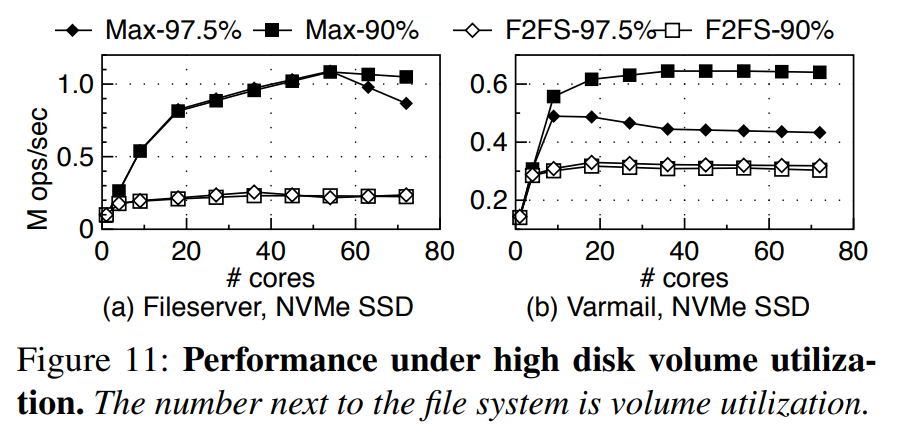 Max-97.5% Max-90% F2FS-97.5% F2FS-90%
1.0
0.5
0
0 20 40 60 80
M ops/sec
# cores
(a) Fileserver, NVMe SSD
0.6
0.4
0.2
0 20 40 60 80
# cores
(b) Varmail, NVMe SSD
Figure 11: Performance under high disk volume utiliza-
tion. The number next to the file system is volume utilization.